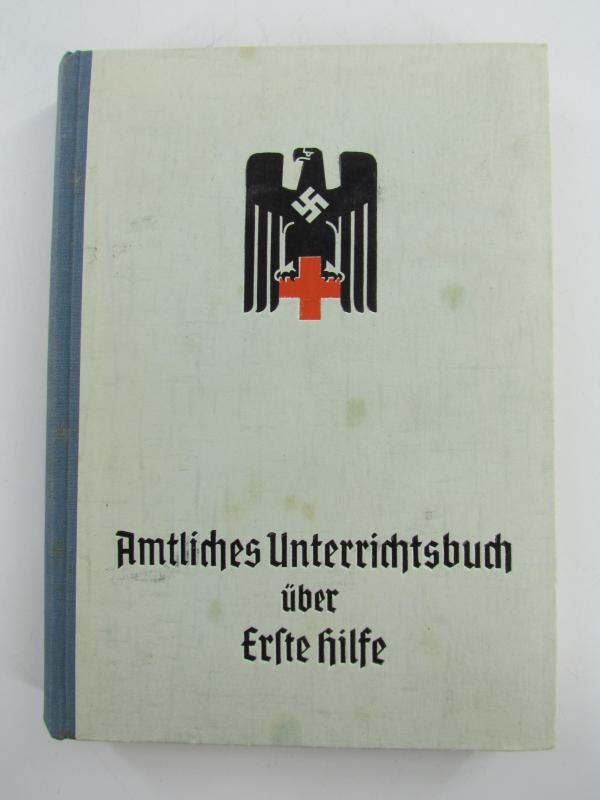 Amtliches Unterrichtsbuch
über
Erſte Hilfe